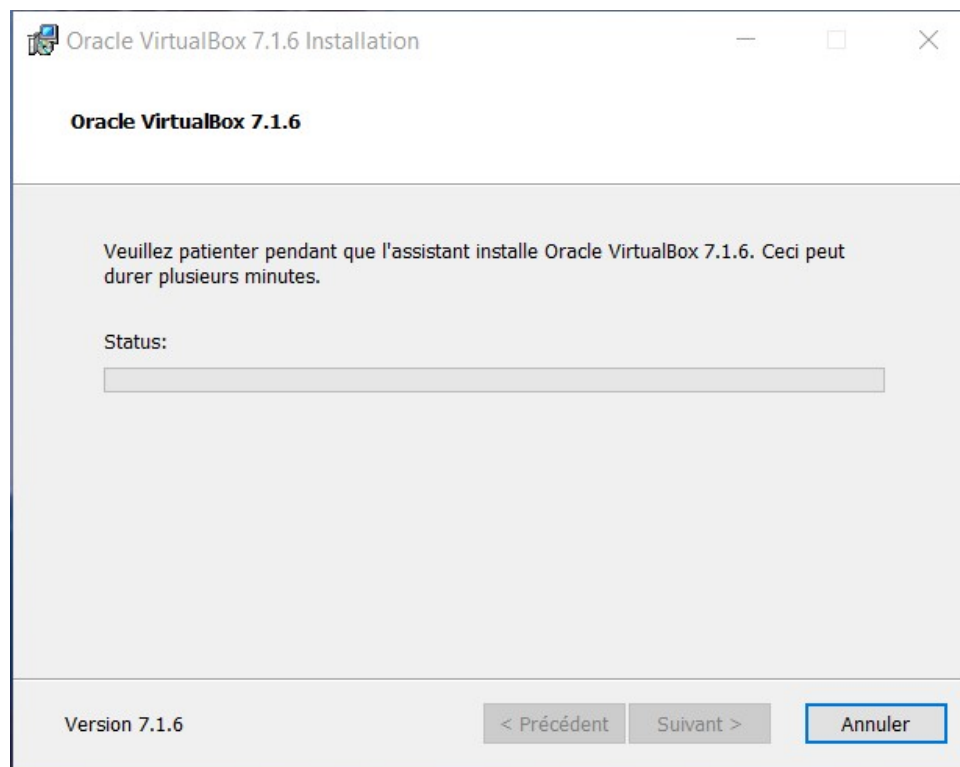 Oracle VirtualBox 7.1.6 Installation
Oracle VirtualBox 7.1.6
Veuillez patienter pendant que l'assistant installe Oracle VirtualBox 7.1.6. Ceci peut
durer plusieurs minutes.
Status:
Version 7.1.6
< Précédent
Suivant >
Annuler